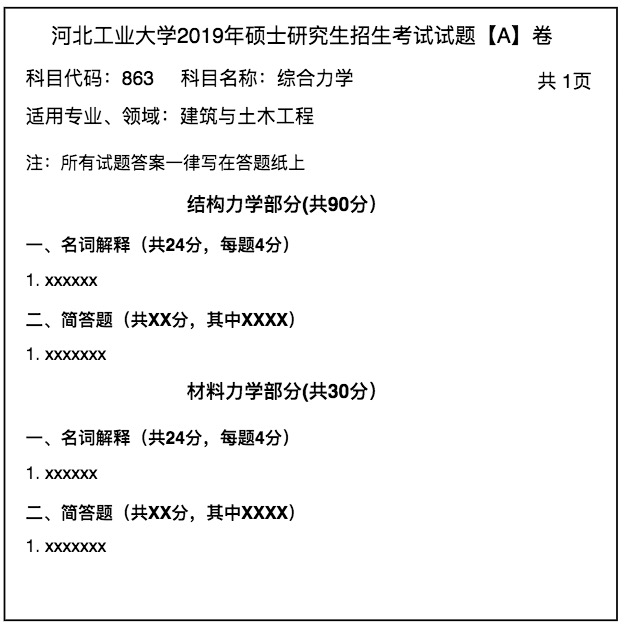 河北工业大学2019年硕士研究生招生考试试题【A】卷
科目代码：863 科目名称：综合力学 共 1页
适用专业、领域：建筑与土木工程
注：所有试题答案一律写在答题纸上
结构力学部分(共90分）
一、名词解释（共24分，每题4分）
1. xxxxxx
二、简答题（共XX分，其中XXXX）
1. xxxxxxx
材料力学部分(共30分）
一、名词解释（共24分，每题4分）
1. xxxxxx
二、简答题（共XX分，其中XXXX）
1. xxxxxxx